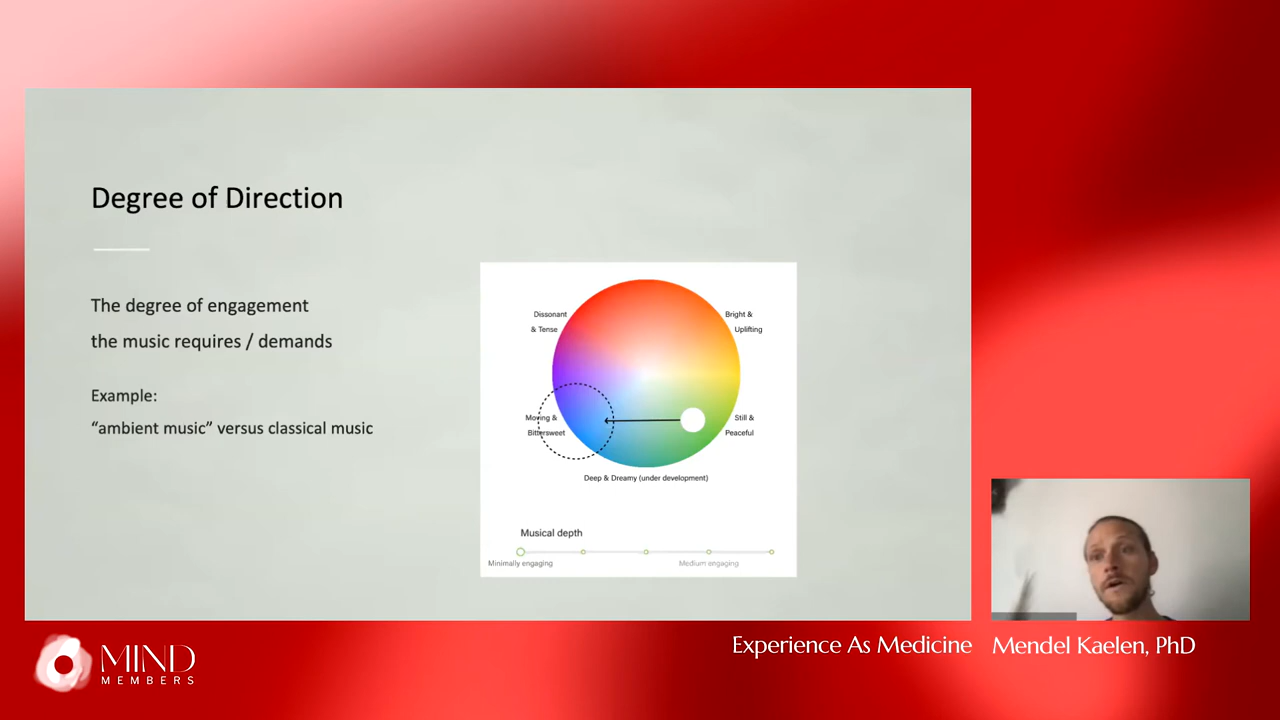 Degree of Direction
The degree of engagement
the music requires / demands
Example:
“ambient music” versus classical music
Dissonant
& Tense
Bright &
Uplifting
Moving &
Bittersweet
Still &
Peaceful
Deep & Dreamy (under development)
Musical depth
Minimally engaging
Medium engaging
Experience As Medicine
Mendel Kaelen, PhD
MIND
MEMBERS